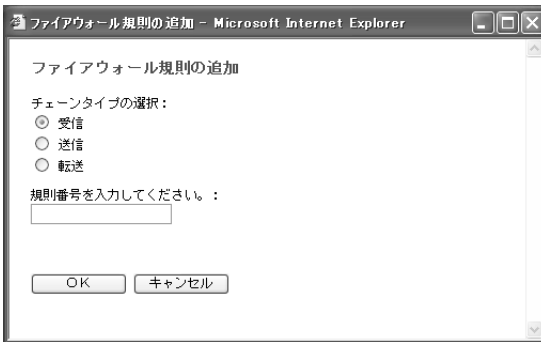 ファイアウォール規則の追加 - Microsoft Internet Explorer
ファイアウォール規則の追加
チェーンタイプの選択：
受信
送信
転送
規則番号を入力してください。：
OK キャンセル